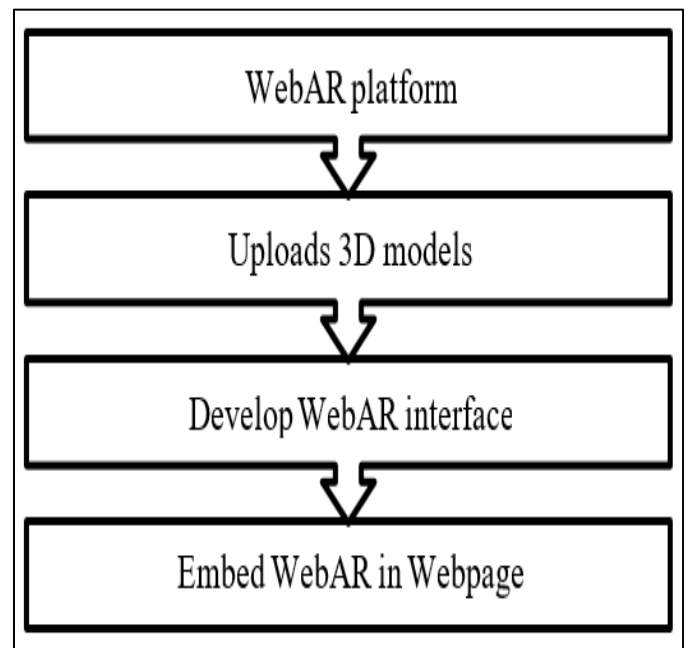 WebAR platform
Uploads 3D models
Develop WebAR interface
Embed WebAR in Webpage